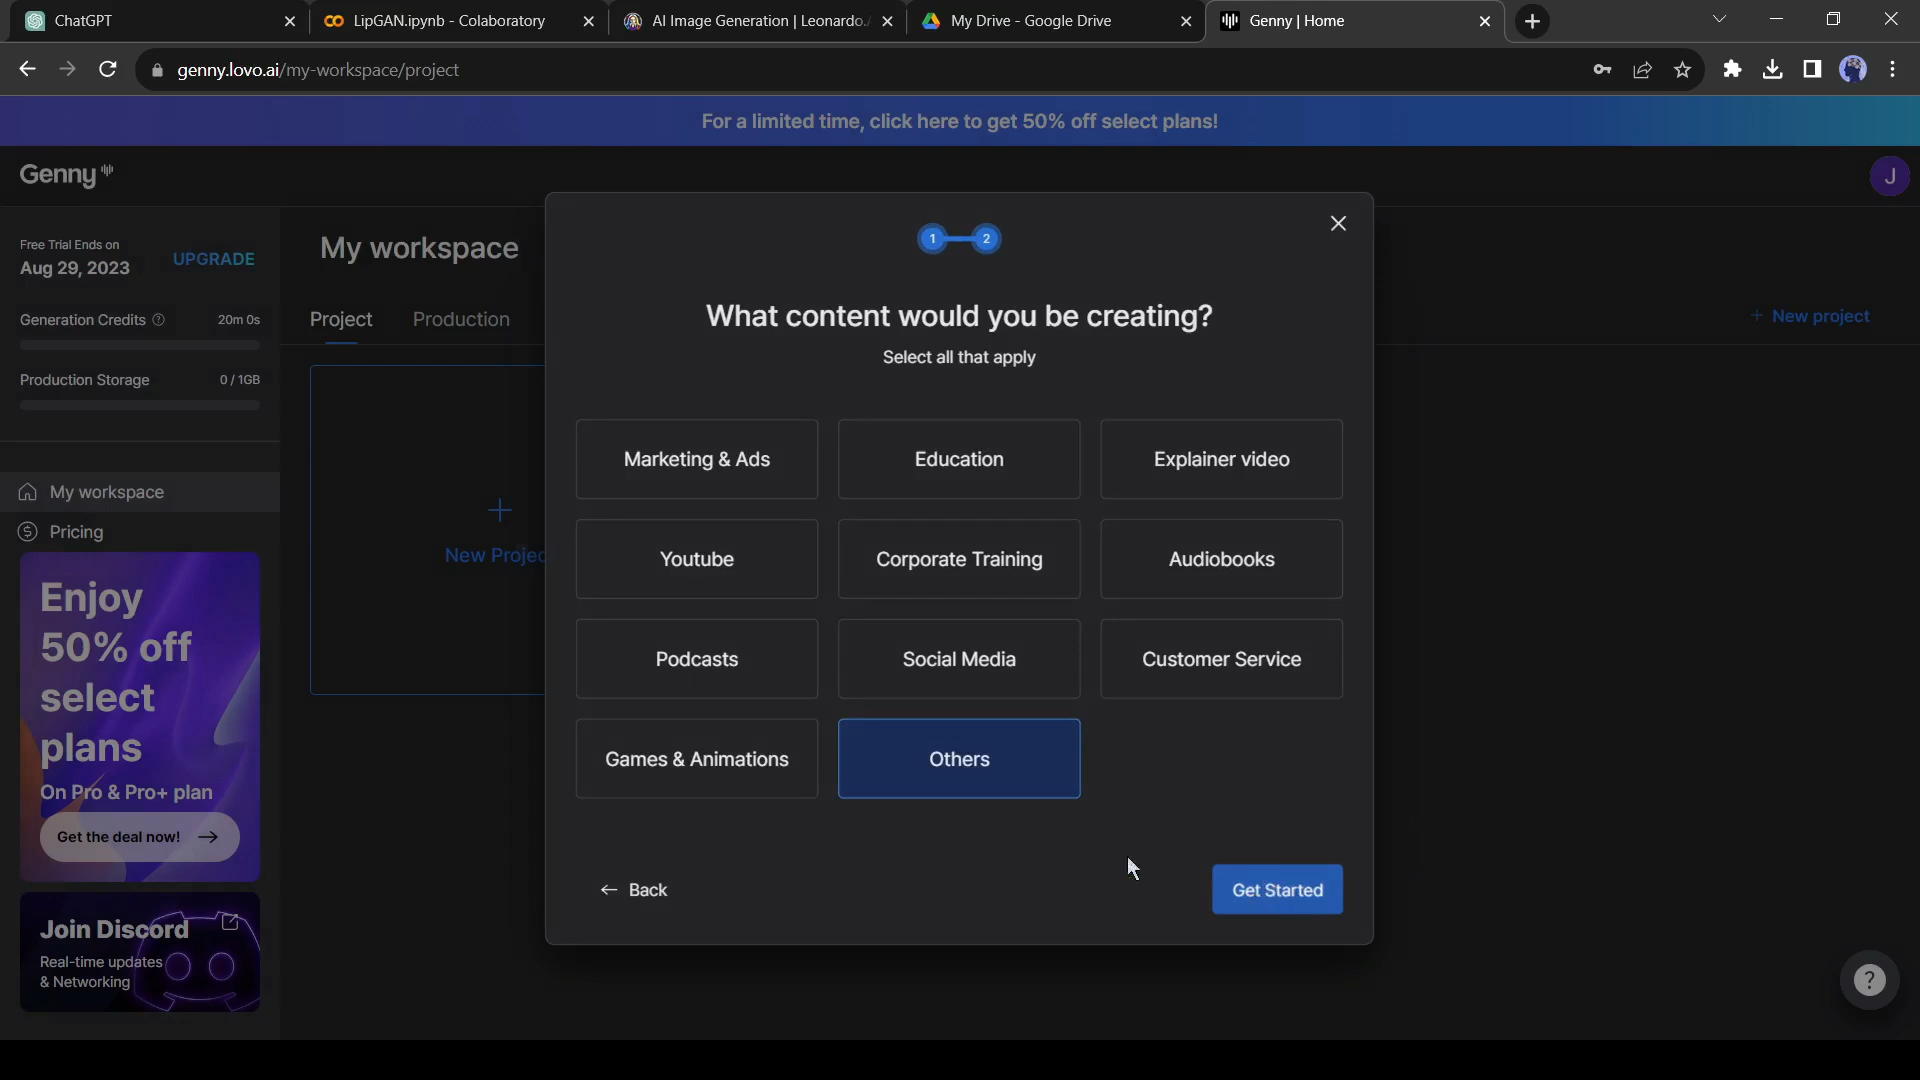 ChatGPT
LipGAN.ipynb - Colaboratory
AI Image Generation | Leonardo.
My Drive - Google Drive
Genny | Home
genny.lovo.ai/my-workspace/project
For a limited time, click here to get 50% off select plans!
Genny
J
Free Trial Ends on
Aug 29, 2023
UPGRADE
Generation Credits ? 20m 0s
Production Storage 0 / 1GB
My workspace
Pricing
Enjoy
50% off
select
plans
On Pro & Pro+ plan
Get the deal now! →
Join Discord
Real-time updates
& Networking
My workspace
Project Production
+ New project
New Projec
1 2
What content would you be creating?
Select all that apply
Marketing & Ads Education Explainer video
Youtube Corporate Training Audiobooks
Podcasts Social Media Customer Service
Games & Animations Others
← Back
Get Started
?